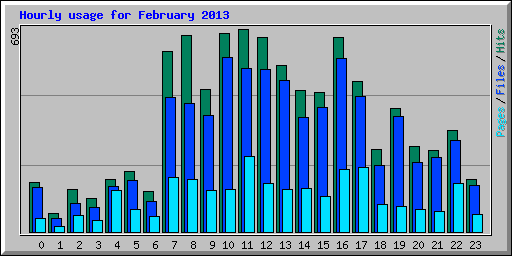 Hourly usage for February 2013
693
Pages / Files / Hits
0 1 2 3 4 5 6 7 8 9 10 11 12 13 14 15 16 17 18 19 20 21 22 23